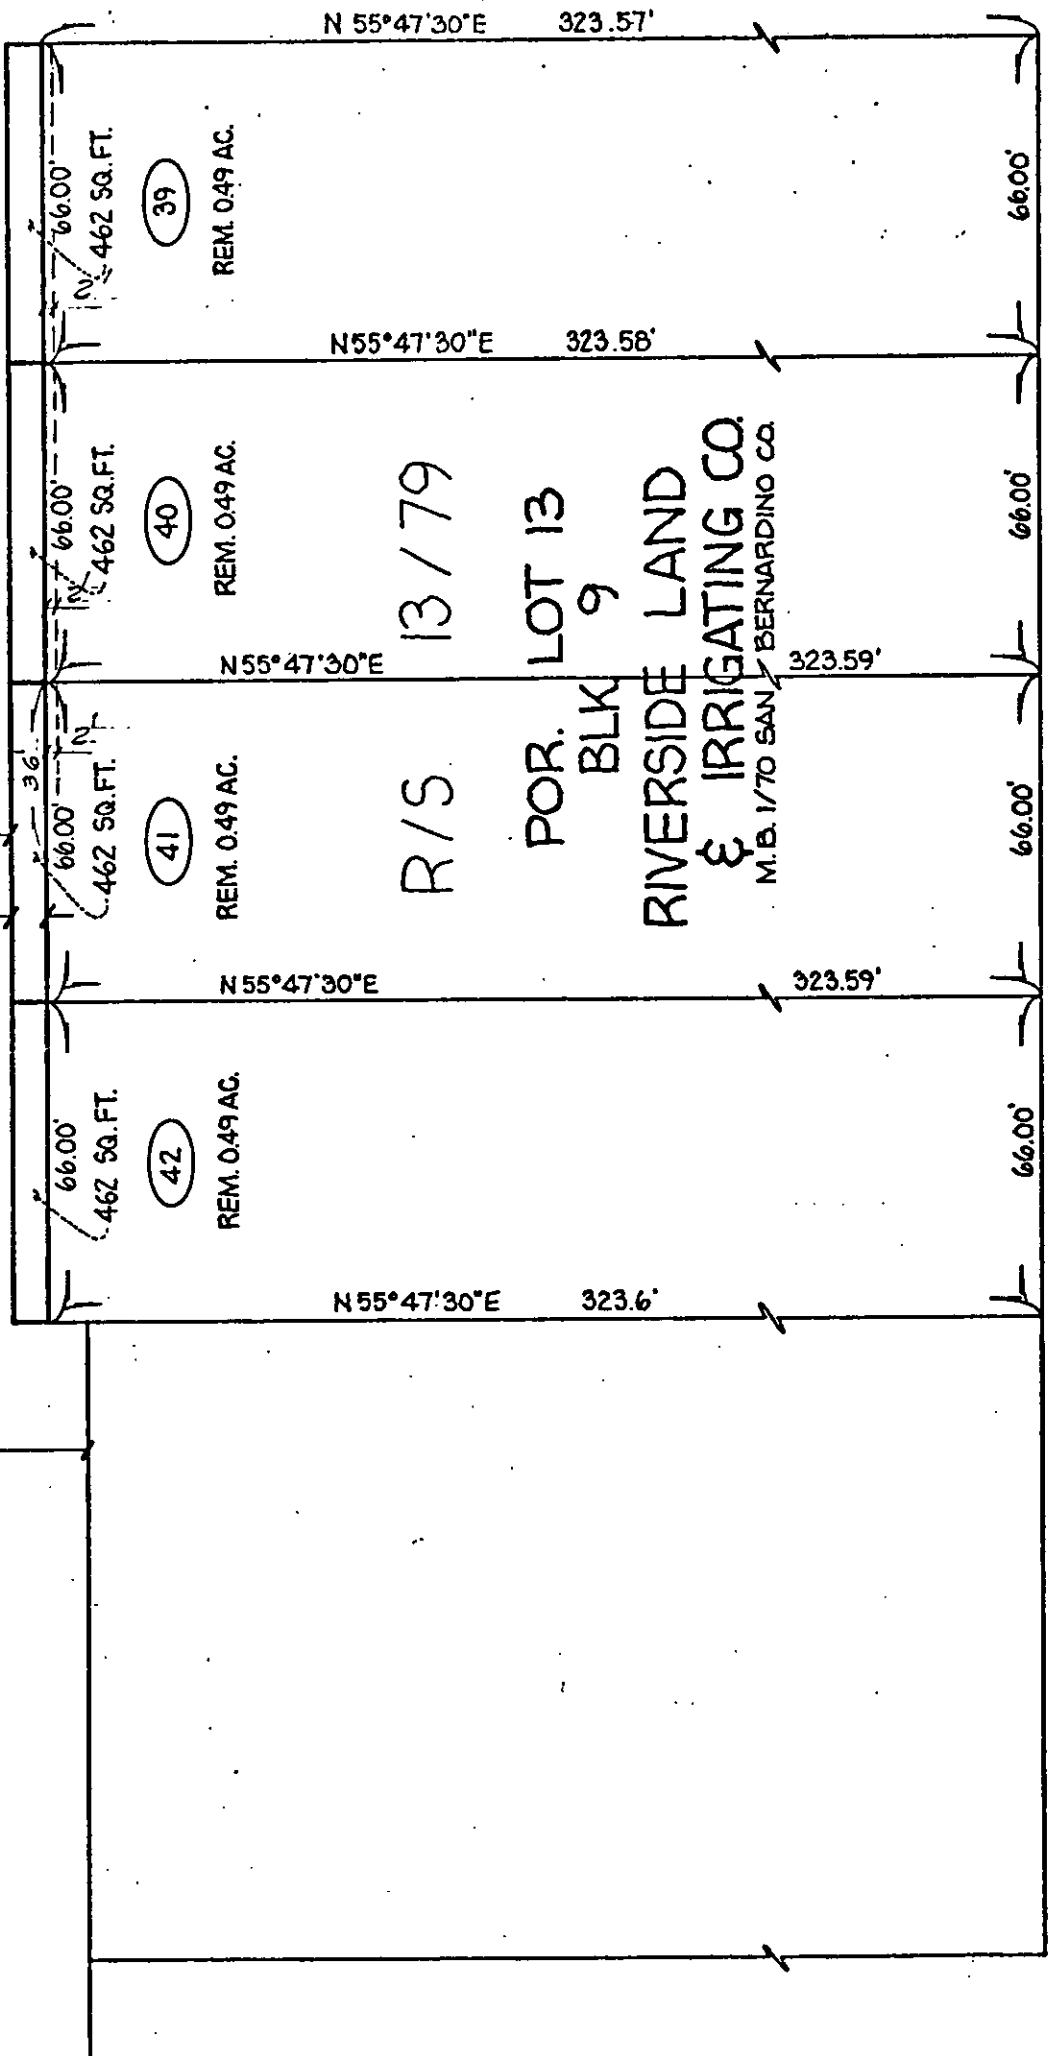 N 55°47'30"E 323.57'
66.00'
462 SQ.FT.
2'
39
REM. 0.49 AC.
66.00'
N55°47'30"E 323.58'
66.00'
462 SQ.FT.
2'
40
REM. 0.49 AC.
66.00'
N55°47'30"E 323.59'
36'
66.00'
462 SQ.FT.
2'
41
REM. 0.49 AC.
66.00'
N55°47'30"E 323.59'
66.00'
462 SQ.FT.
42
REM. 0.49 AC.
66.00'
N55°47'30"E 323.6'
R/S 13/79
POR. LOT 13
BLK. 9
RIVERSIDE LAND
& IRRIGATING CO.
M.B. 1/70 SAN BERNARDINO CO.